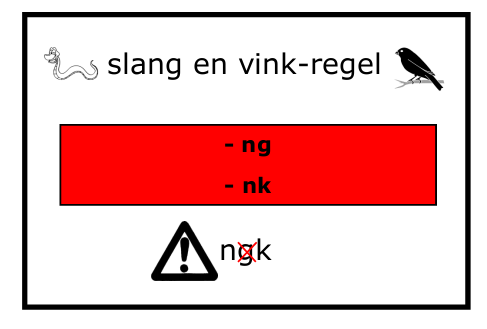 slang en vink-regel
- ng
- nk
ngk